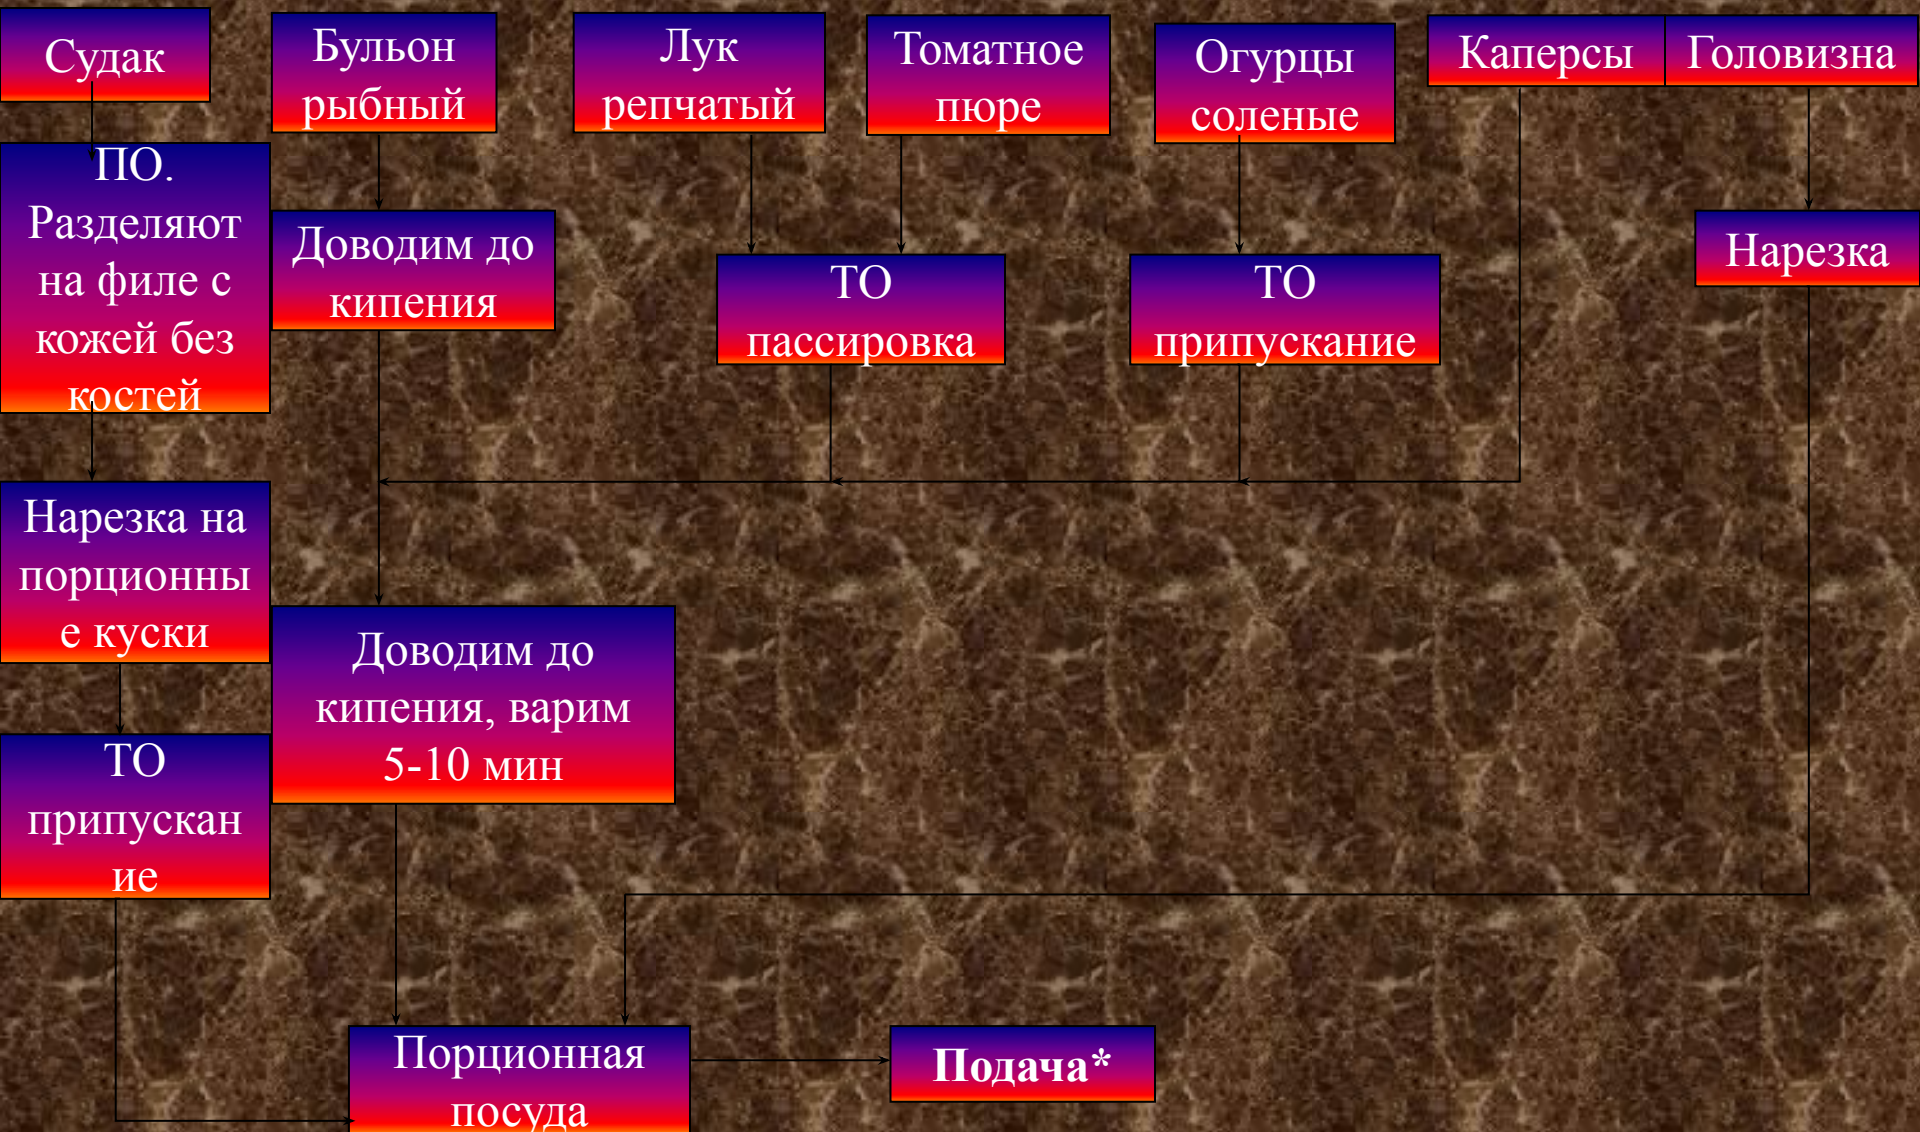 Судак
Бульон
рыбный
Лук
репчатый
Томатное
пюре
Огурцы
соленые
Каперсы
Головизна
ПО.
Разделяют
на филе с
кожей без
костей
Доводим до
кипения
ТО
пассировка
ТО
припускание
Нарезка
Нарезка на
порционны
е куски
Доводим до
кипения, варим
5-10 мин
ТО
припускан
ие
Порционная
посуда
Подача*